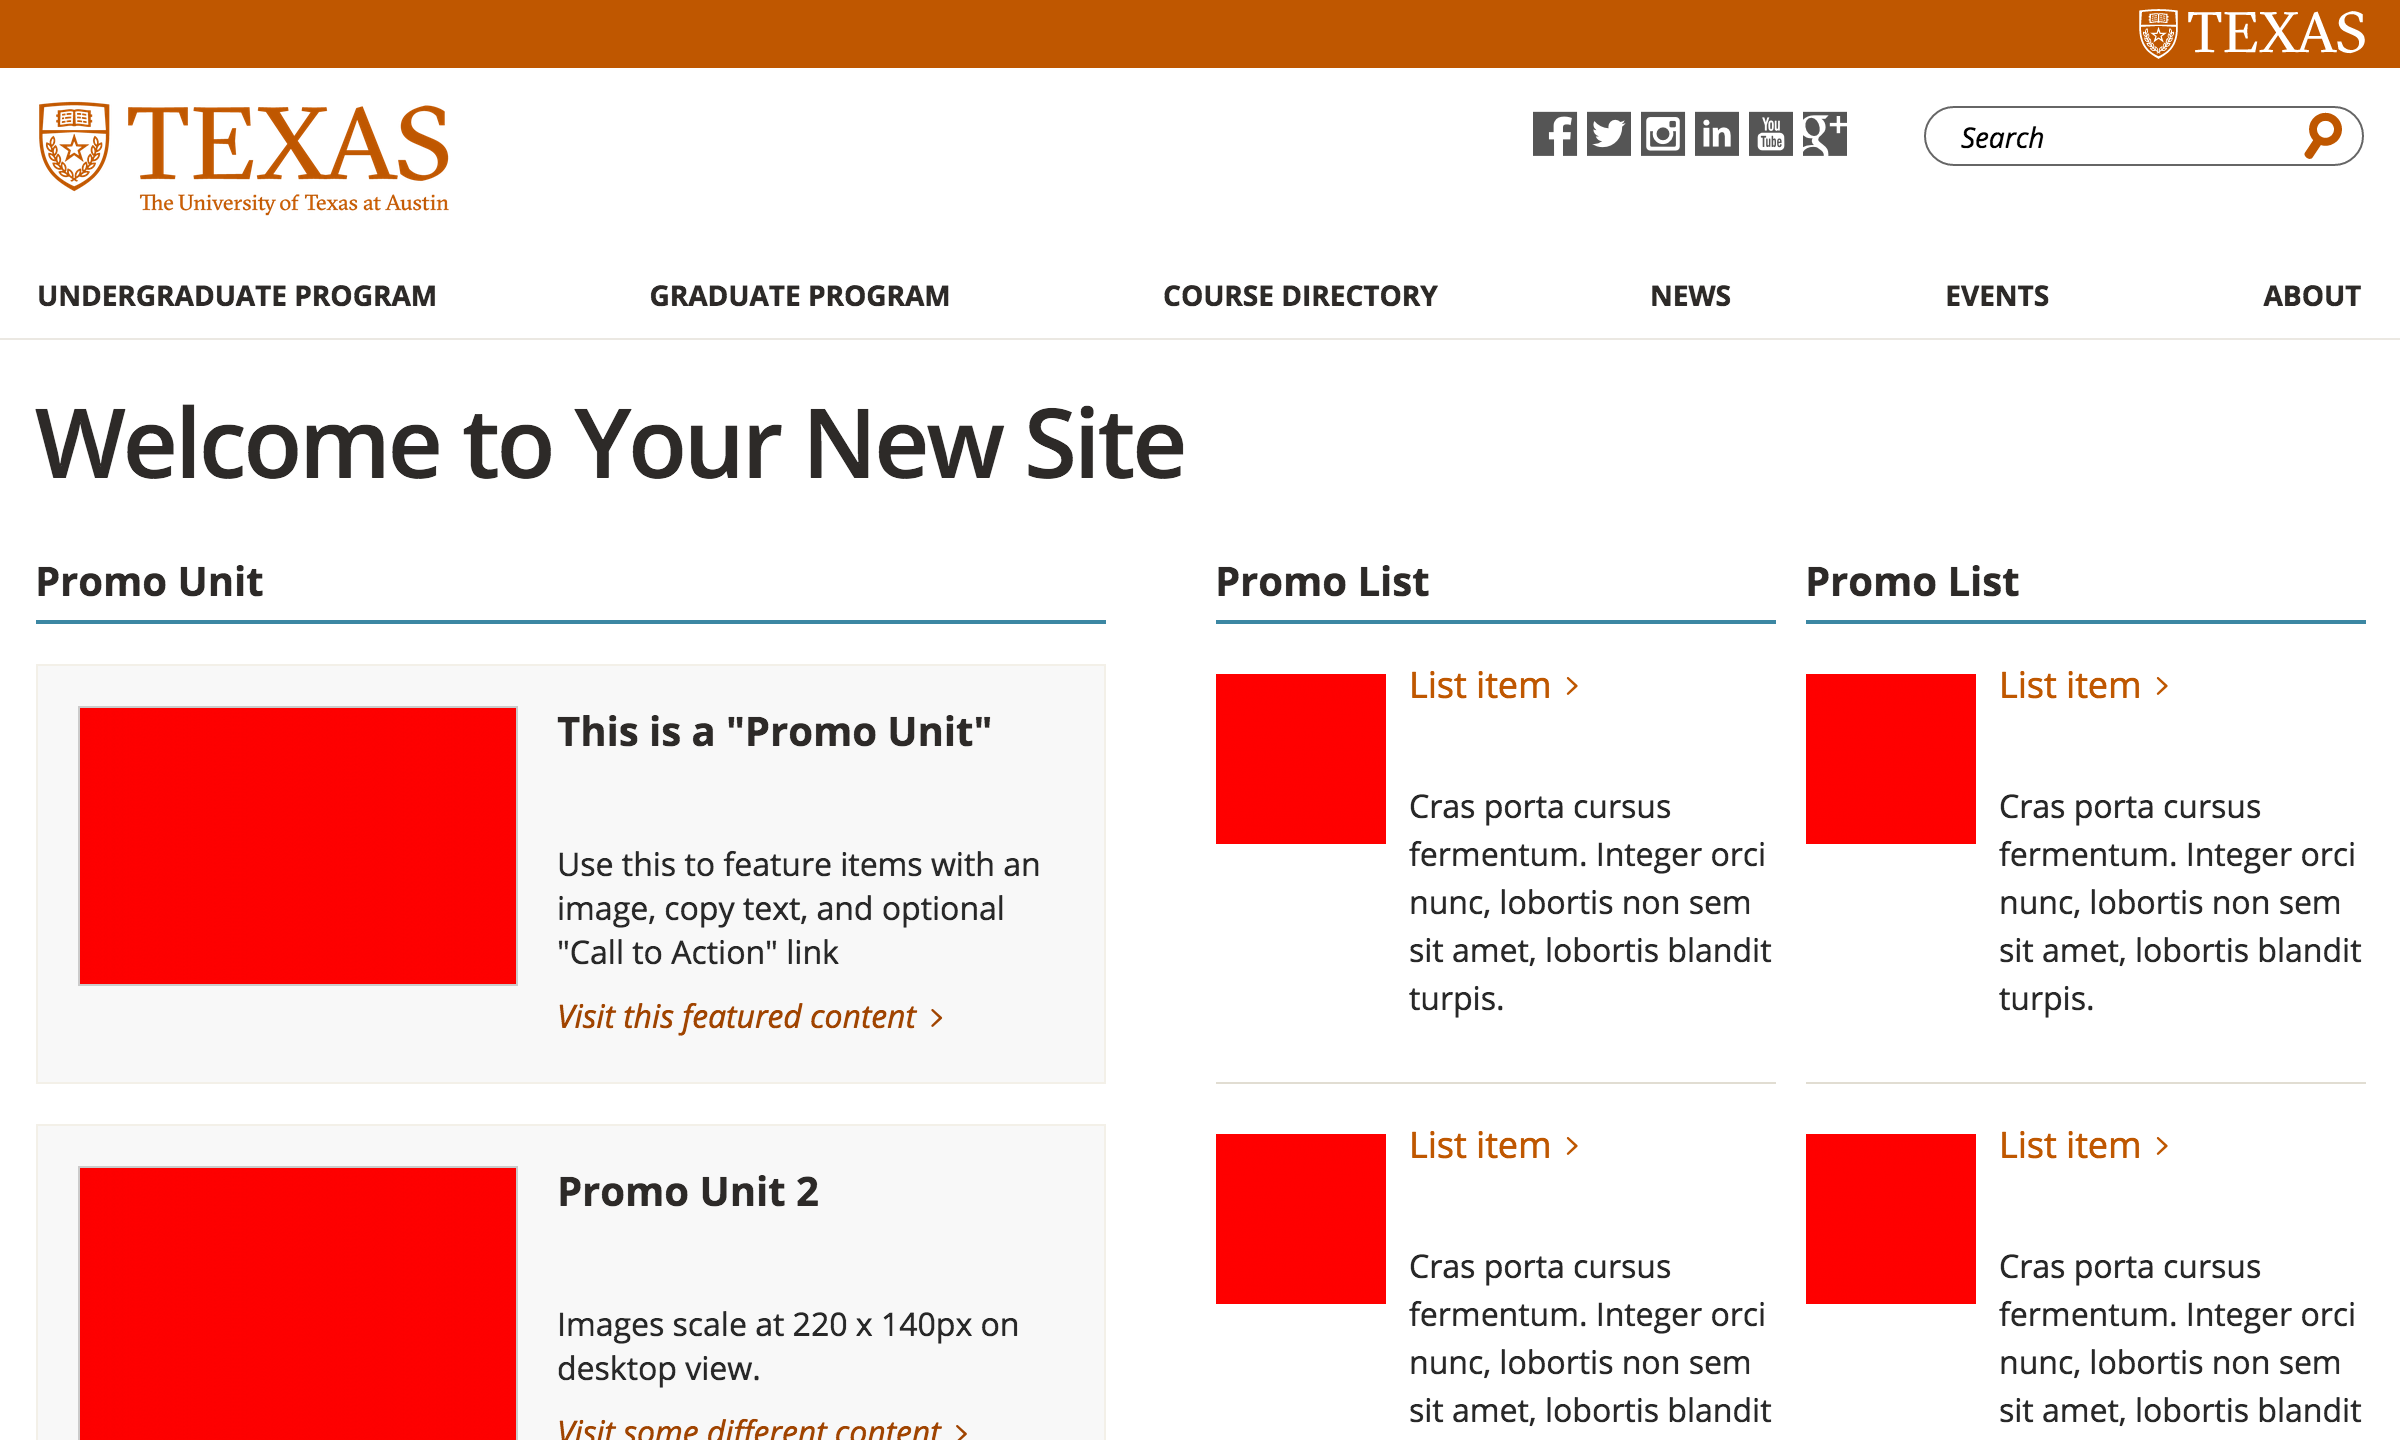 TEXAS
TEXAS
The University of Texas at Austin
You
Tube
Search
UNDERGRADUATE PROGRAM
GRADUATE PROGRAM
COURSE DIRECTORY
NEWS
EVENTS
ABOUT
Welcome to Your New Site
Promo Unit
This is a "Promo Unit"
Use this to feature items with an
image, copy text, and optional
"Call to Action" link
Visit this featured content >
Promo Unit 2
Images scale at 220 x 140px on
desktop view.
Visit some different content >
Promo List
List item >
Cras porta cursus
fermentum. Integer orci
nunc, lobortis non sem
sit amet, lobortis blandit
turpis.
List item >
Cras porta cursus
fermentum. Integer orci
nunc, lobortis non sem
sit amet, lobortis blandit
Promo List
List item >
Cras porta cursus
fermentum. Integer orci
nunc, lobortis non sem
sit amet, lobortis blandit
turpis.
List item >
Cras porta cursus
fermentum. Integer orci
nunc, lobortis non sem
sit amet, lobortis blandit